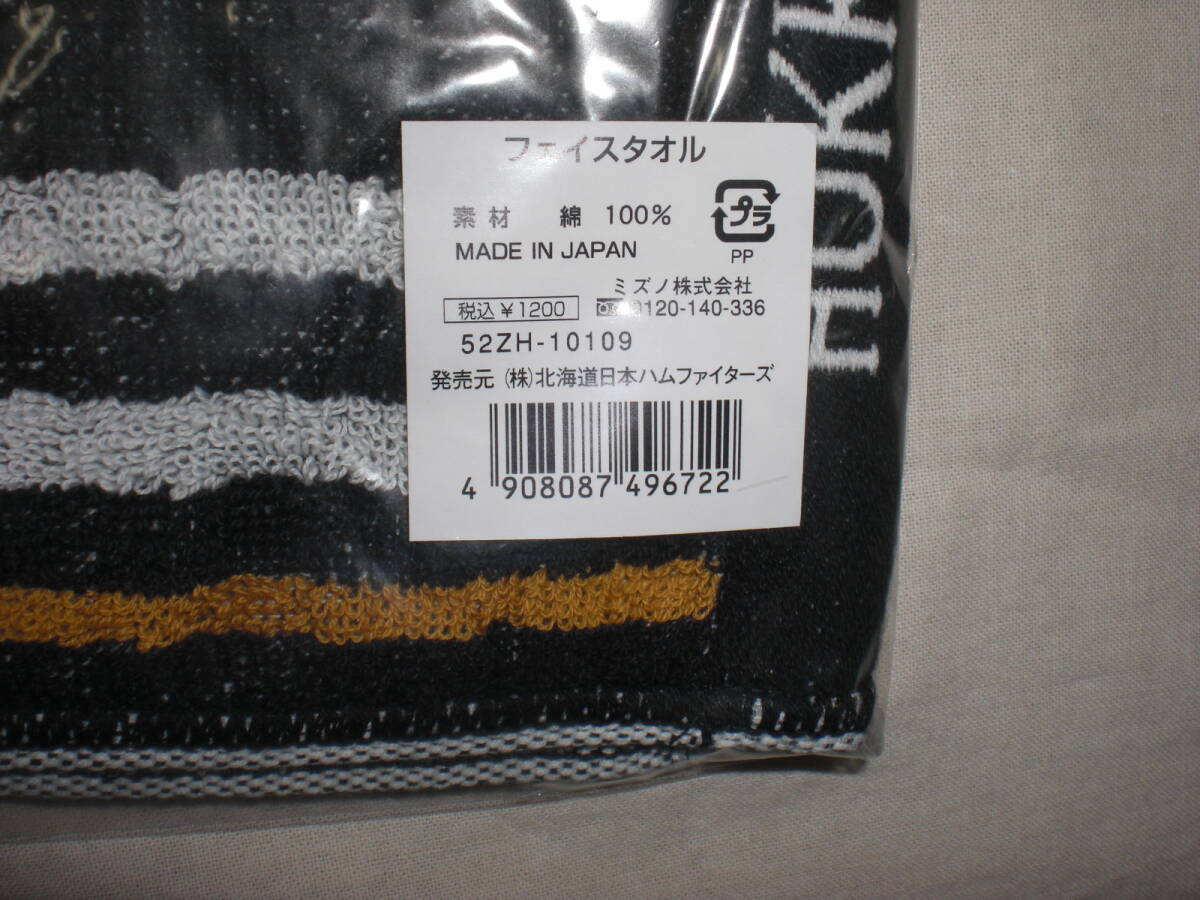 フェイスタオル
素材 綿 100%
プラ
MADE IN JAPAN
PP
ミズノ株式会社
税込¥1200 0120-140-336
52ZH-10109
発売元 (株)北海道日本ハムファイターズ
4 908087 496722
HOKK